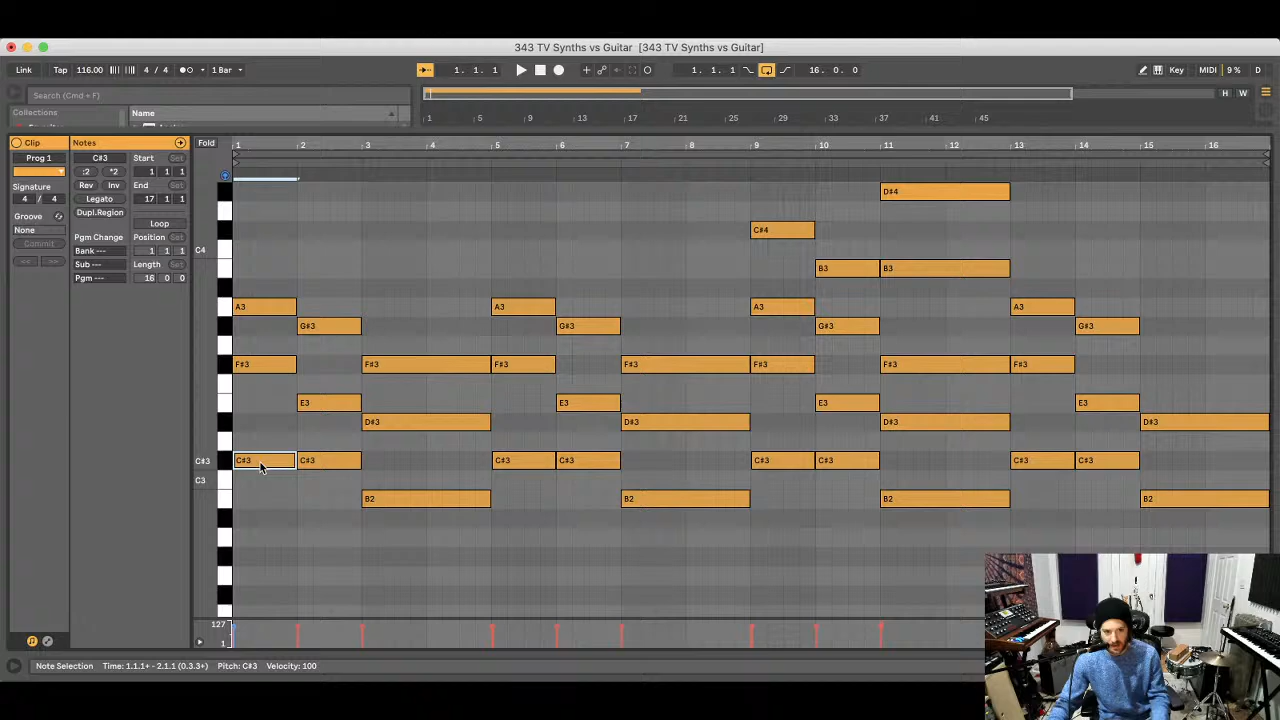 343 TV Synths vs Guitar [343 TV Synths vs Guitar]
Link Tap 116.00 4 / 4 1 Bar 1. 1. 1 1. 1. 1 16. 0. 0 Key MIDI 9 % D
Search (Cmd + F) H W
Collections Name
1 5 9 13 17 21 25 29 33 37 41 45
Clip Notes Fold 1 2 3 4 5 6 7 8 9 10 11 12 13 14 15 16
Prog 1 C#3 Start Set
:2 *2 1 1 1
Signature Rev Inv End Set
4 / 4 Legato 17 1 1
Groove Dupl.Region
None Loop
Commit Pgm Change Position Set
<< >> Bank --- 1 1 1
Sub --- Length
Pgm --- 16 0 0
D#4
C#4
C4
B3 B3
A3 A3 A3 A3
G#3 G#3 G#3 G#3
F#3 F#3 F#3 F#3 F#3 F#3 F#3
E3 E3 E3 E3
D#3 D#3 D#3 D#3
C#3 C#3 C#3 C#3 C#3 C#3 C#3 C#3 C#3
C3
B2 B2 B2 B2
127
1
Note Selection Time: 1.1.1+ - 2.1.1 (0.3.3+) Pitch: C#3 Velocity: 100